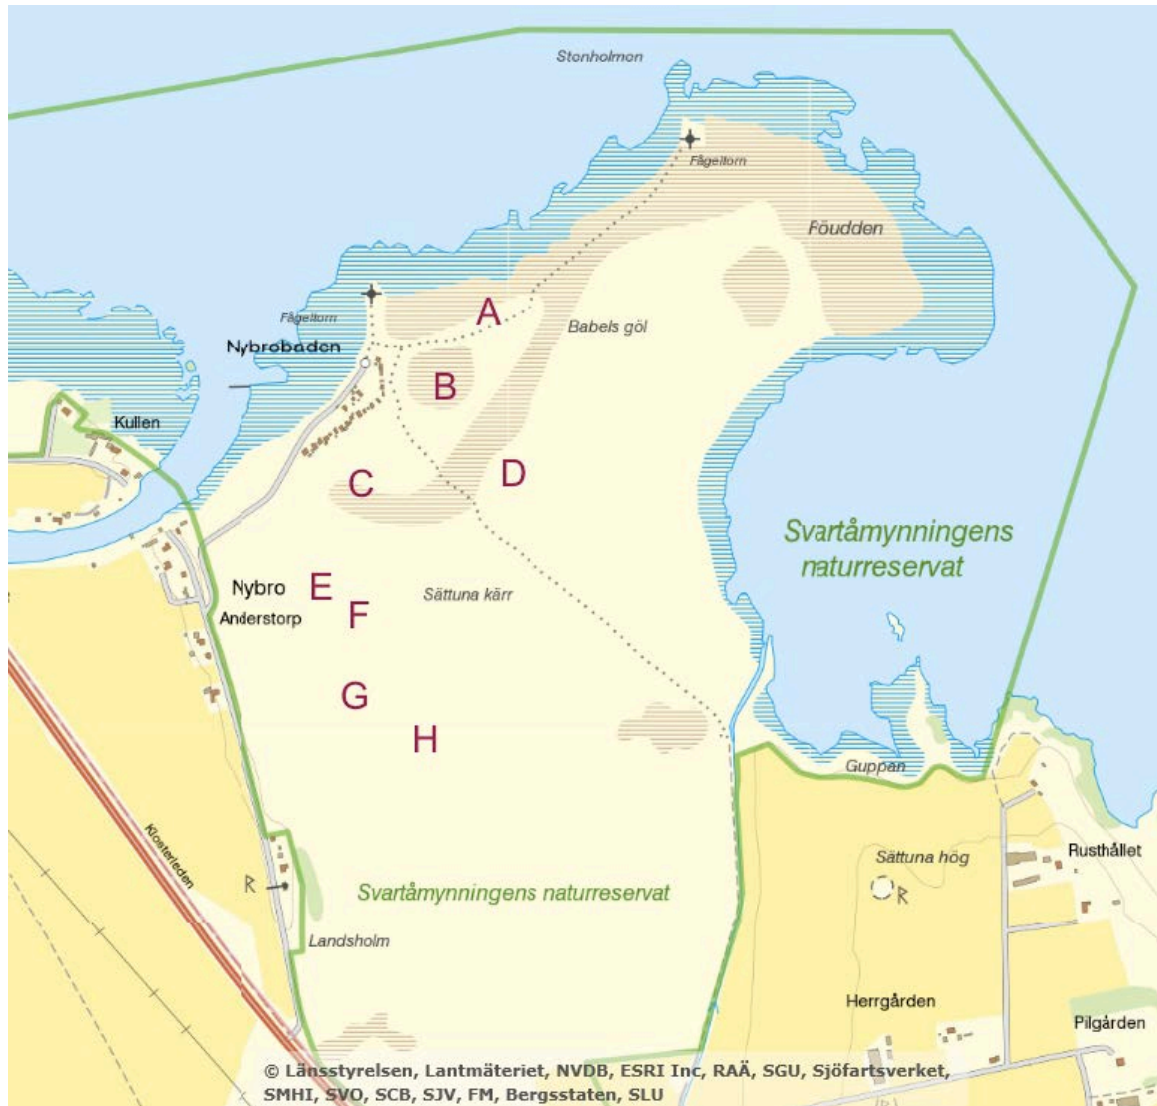 Stenholmen
Fågeltorn
Föudden
A
Fågeltorn
Babels göl
Nybrobaden
B
Kullen
C
D
Svartåmynningens
naturreservat
E
Nybro
Sättuna kärr
F
Anderstorp
G
H
Guppan
Klosterleden
Sättuna hög
Rusthållet
R
R
Svartåmynningens naturreservat
Landsholm
Herrgården
Pilgården
© Länsstyrelsen, Lantmäteriet, NVDB, ESRI Inc, RAÄ, SGU, Sjöfartsverket,
SMHI, SVO, SCB, SJV, FM, Bergsstaten, SLU